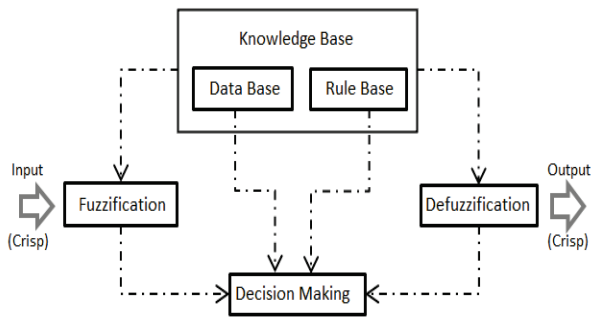 Knowledge Base
Data Base
Rule Base
Input
(Crisp)
Fuzzification
Defuzzification
Output
(Crisp)
Decision Making